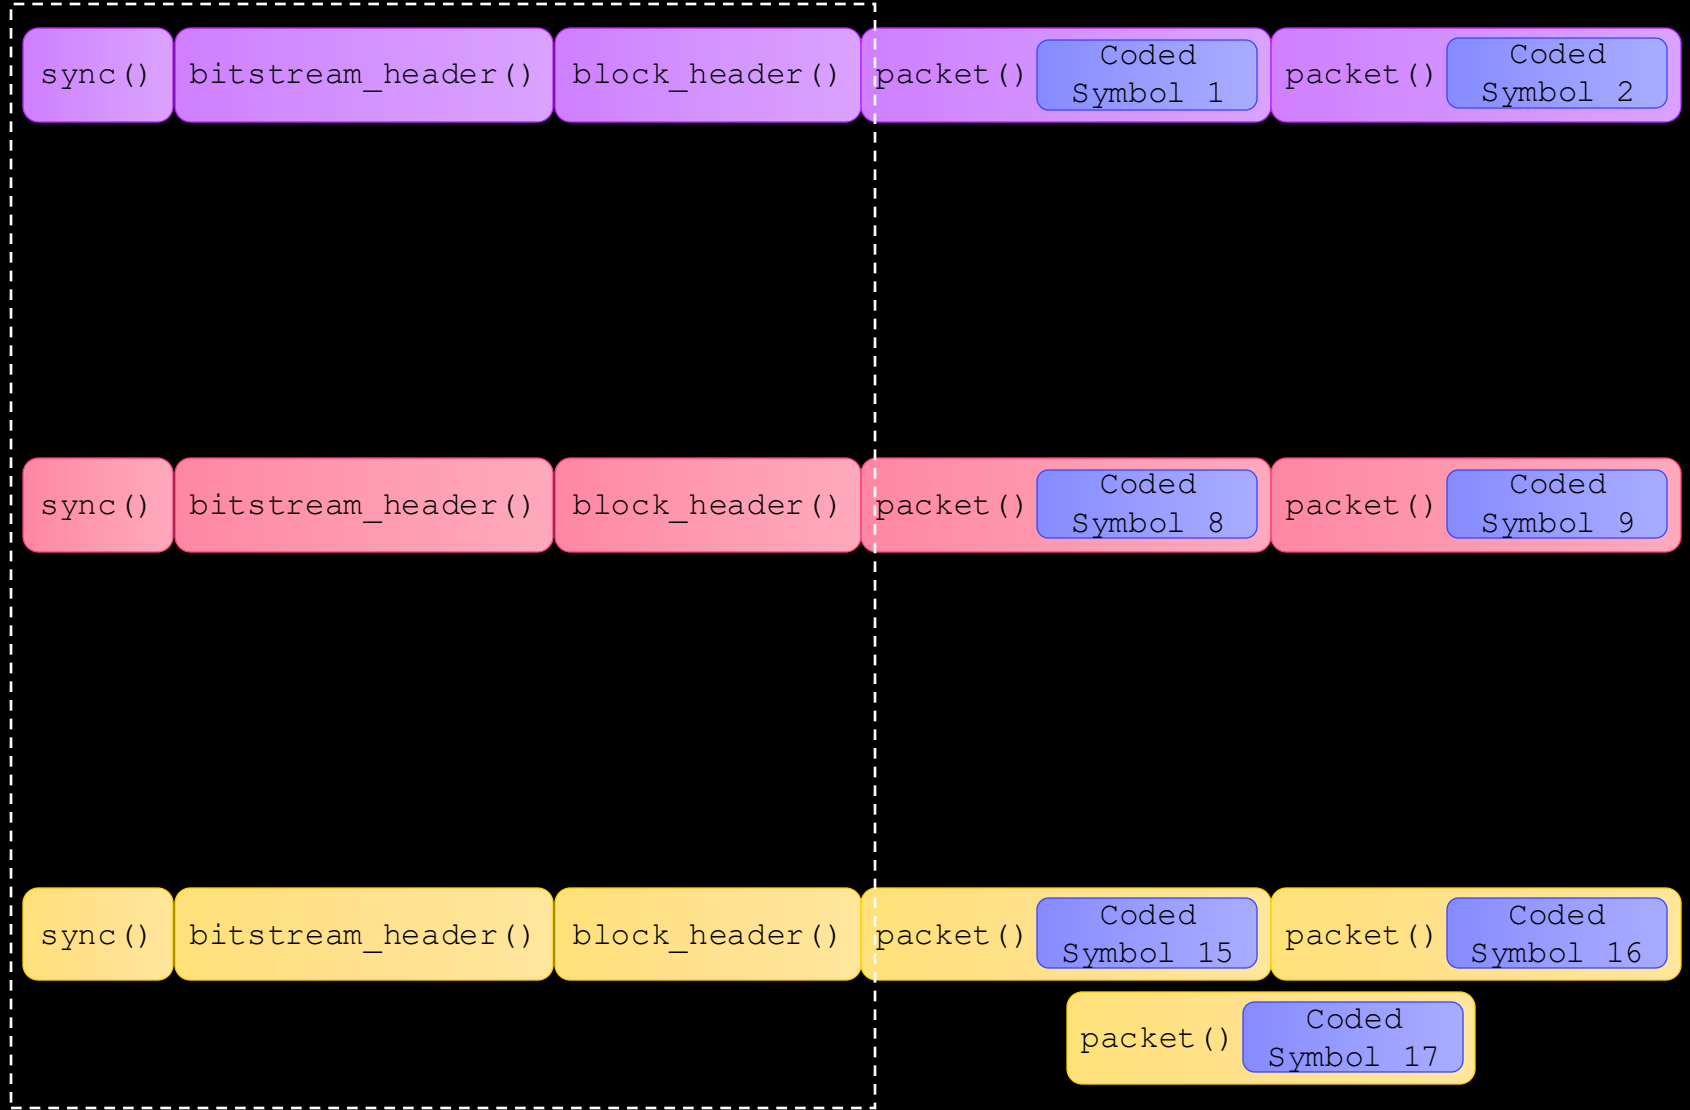 sync() bitstream_header() block_header() packet() Coded packet() Coded
Symbol 1 Symbol 2
sync() bitstream_header() block_header() packet() Coded packet() Coded
Symbol 8 Symbol 9
sync() bitstream_header() block_header() packet() Coded packet() Coded
Symbol 15 Symbol 16
packet() Coded
Symbol 17